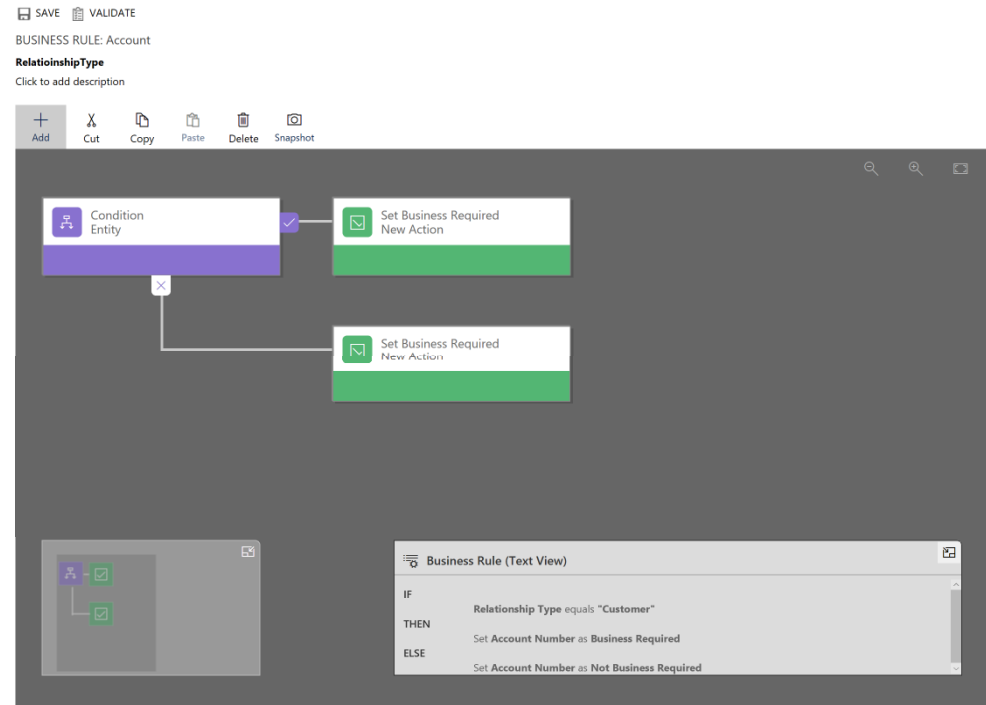 SAVE VALIDATE
BUSINESS RULE: Account
RelatioinshipType
Click to add description
Add Cut Copy Paste Delete Snapshot
Condition
Entity
Set Business Required
New Action
Set Business Required
New Action
Business Rule (Text View)
IF
Relationship Type equals "Customer"
THEN
Set Account Number as Business Required
ELSE
Set Account Number as Not Business Required